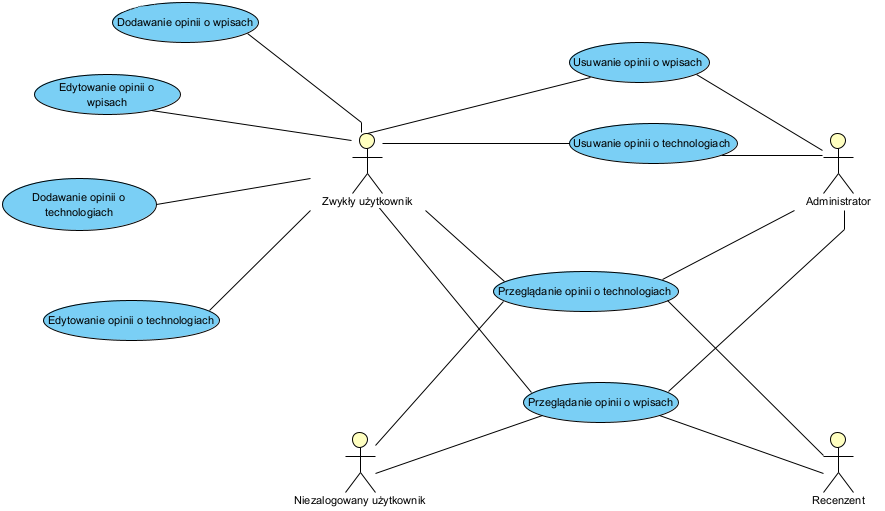 Dodawanie opinii o wpisach
Usuwanie opinii o wpisach
Edytowanie opinii o
wpisach
Usuwanie opinii o technologiach
Dodawanie opinii o
technologiach
Zwykły użytkownik
Administrator
Przeglądanie opinii o technologiach
Edytowanie opinii o technologiach
Przeglądanie opinii o wpisach
Niezalogowany użytkownik
Recenzent